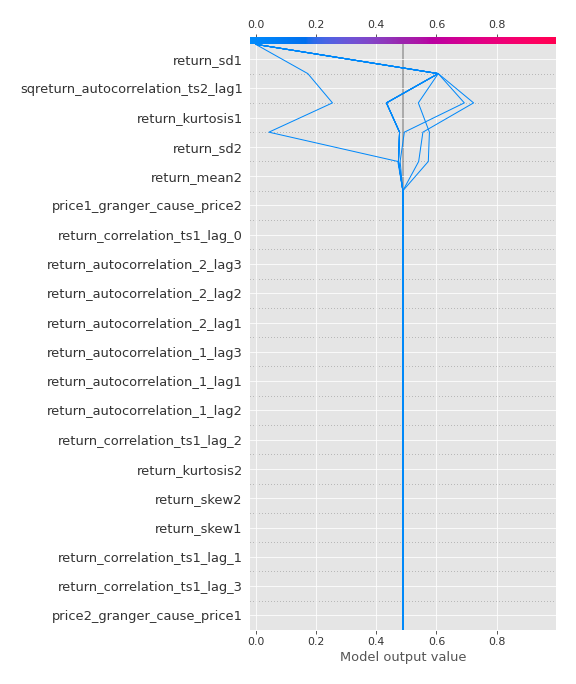 0.0 0.2 0.4 0.6 0.8
return_sd1
sqreturn_autocorrelation_ts2_lag1
return_kurtosis1
return_sd2
return_mean2
price1_granger_cause_price2
return_correlation_ts1_lag_0
return_autocorrelation_2_lag3
return_autocorrelation_2_lag2
return_autocorrelation_2_lag1
return_autocorrelation_1_lag3
return_autocorrelation_1_lag1
return_autocorrelation_1_lag2
return_correlation_ts1_lag_2
return_kurtosis2
return_skew2
return_skew1
return_correlation_ts1_lag_1
return_correlation_ts1_lag_3
price2_granger_cause_price1
0.0 0.2 0.4 0.6 0.8
Model output value